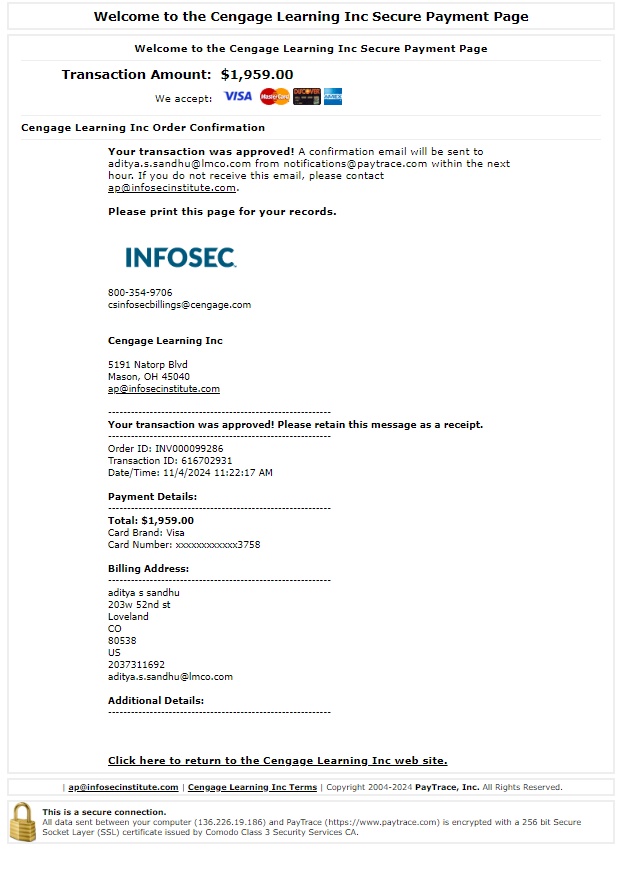 Welcome to the Cengage Learning Inc Secure Payment Page
Welcome to the Cengage Learning Inc Secure Payment Page
Transaction Amount: $1,959.00
We accept: VISA MasterCard DISCOVER AMEX
Cengage Learning Inc Order Confirmation
Your transaction was approved! A confirmation email will be sent to
aditya.s.sandhu@lmco.com from notifications@paytrace.com within the next
hour. If you do not receive this email, please contact
ap@infosecinstitute.com.
Please print this page for your records.
INFOSEC
800-354-9706
csinfosecbillings@cengage.com
Cengage Learning Inc
5191 Natorp Blvd
Mason, OH 45040
ap@infosecinstitute.com
------------------------------------------------------------
Your transaction was approved! Please retain this message as a receipt.
------------------------------------------------------------
Order ID: INV000099286
Transaction ID: 616702931
Date/Time: 11/4/2024 11:22:17 AM
Payment Details:
------------------------------------------------------------
Total: $1,959.00
Card Brand: Visa
Card Number: xxxxxxxxxxxx3758
Billing Address:
------------------------------------------------------------
aditya s sandhu
203w 52nd st
Loveland
CO
80538
US
2037311692
aditya.s.sandhu@lmco.com
Additional Details:
------------------------------------------------------------
Click here to return to the Cengage Learning Inc web site.
| ap@infosecinstitute.com | Cengage Learning Inc Terms | Copyright 2004-2024 PayTrace, Inc. All Rights Reserved.
This is a secure connection.
All data sent between your computer (136.226.19.186) and PayTrace (https://www.paytrace.com) is encrypted with a 256 bit Secure
Socket Layer (SSL) certificate issued by Comodo Class 3 Security Services CA.